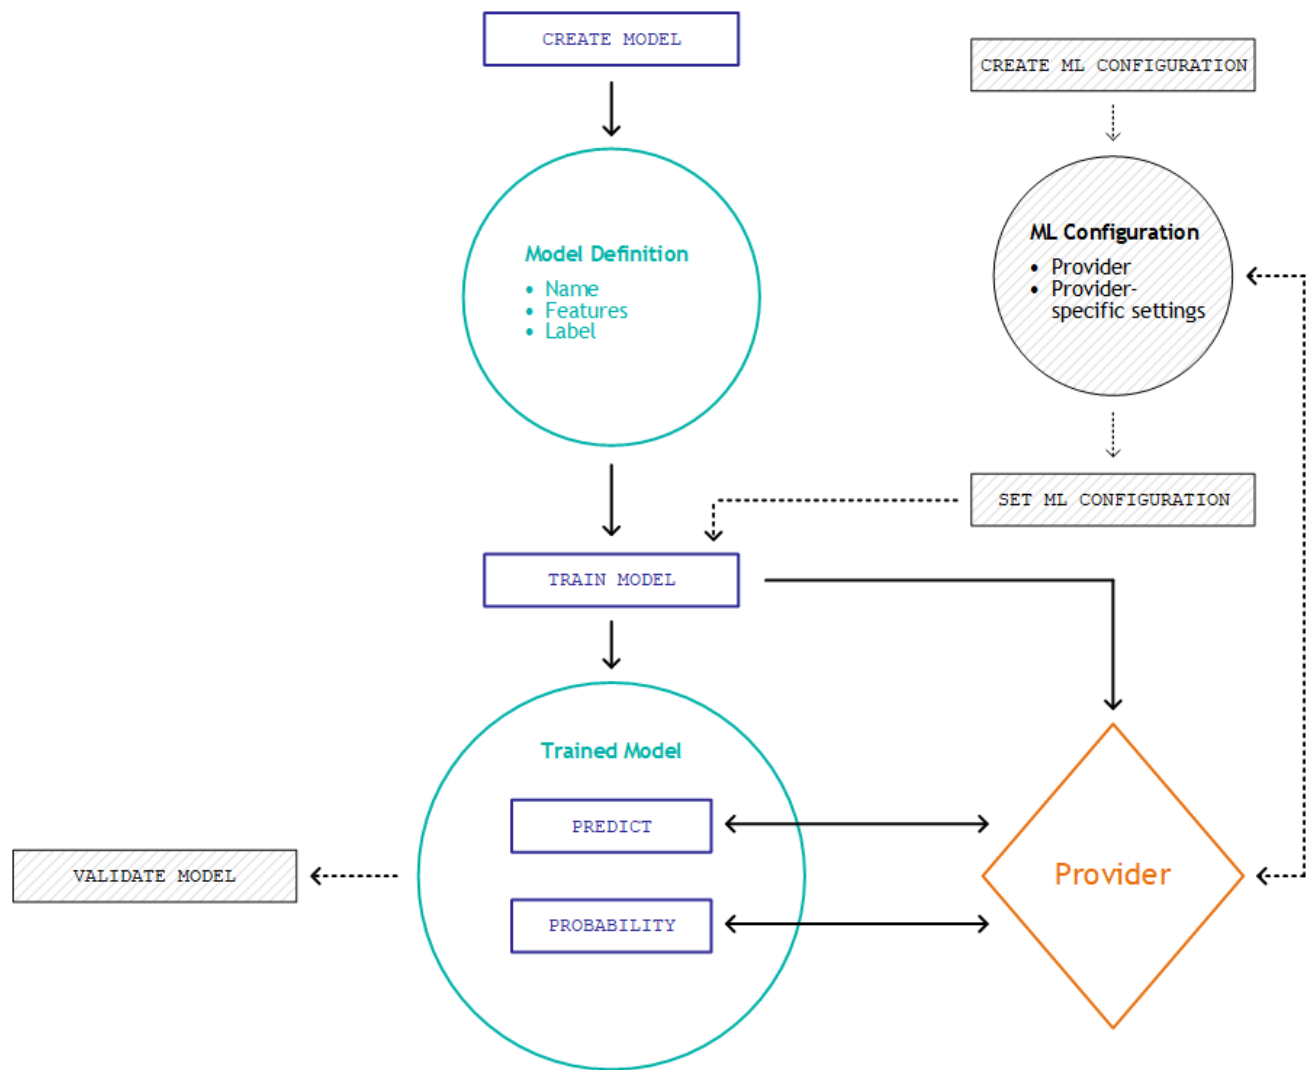 CREATE MODEL
CREATE ML CONFIGURATION
Model Definition
• Name
• Features
• Label
ML Configuration
• Provider
• Provider-
specific settings
SET ML CONFIGURATION
TRAIN MODEL
Trained Model
PREDICT
PROBABILITY
VALIDATE MODEL
Provider